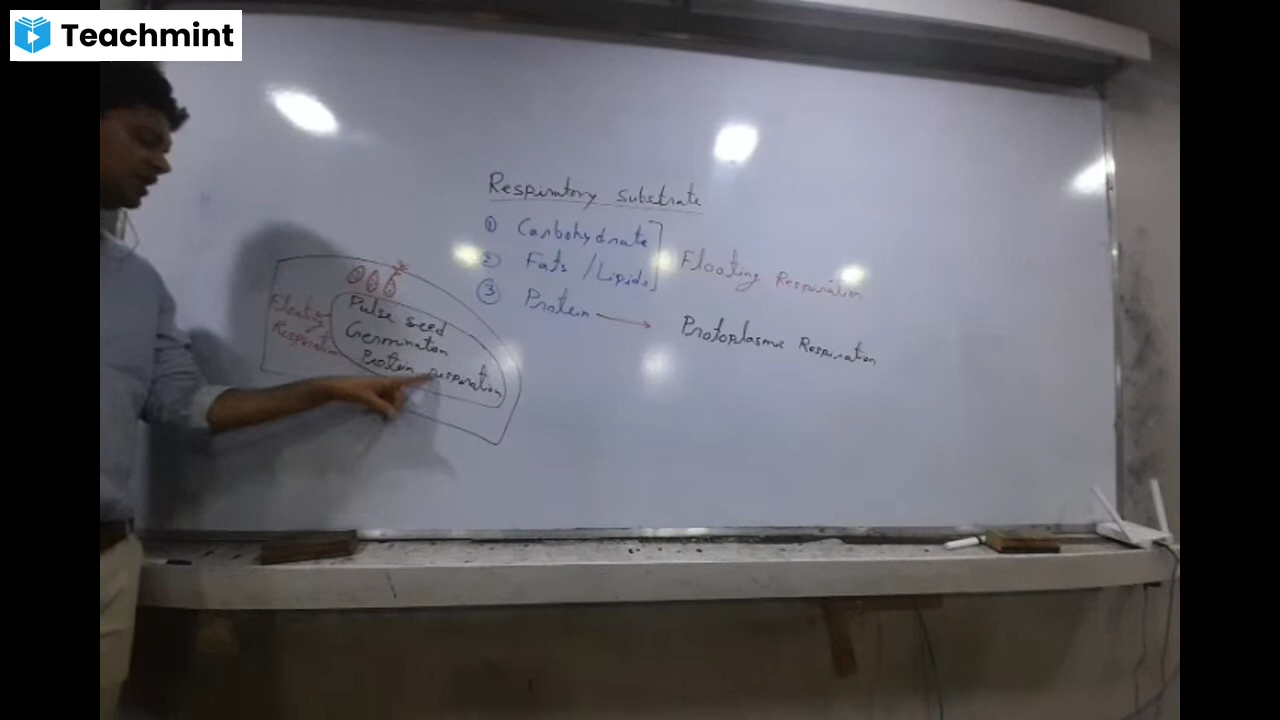 Teachmint
Respiratory substrate
① Carbohydrate
② Fats /Lipids
Floating Respiration
③ Protein → Protoplasmic Respiration
Pulse seed
Germination
Protein respiration
Floating
Respiration